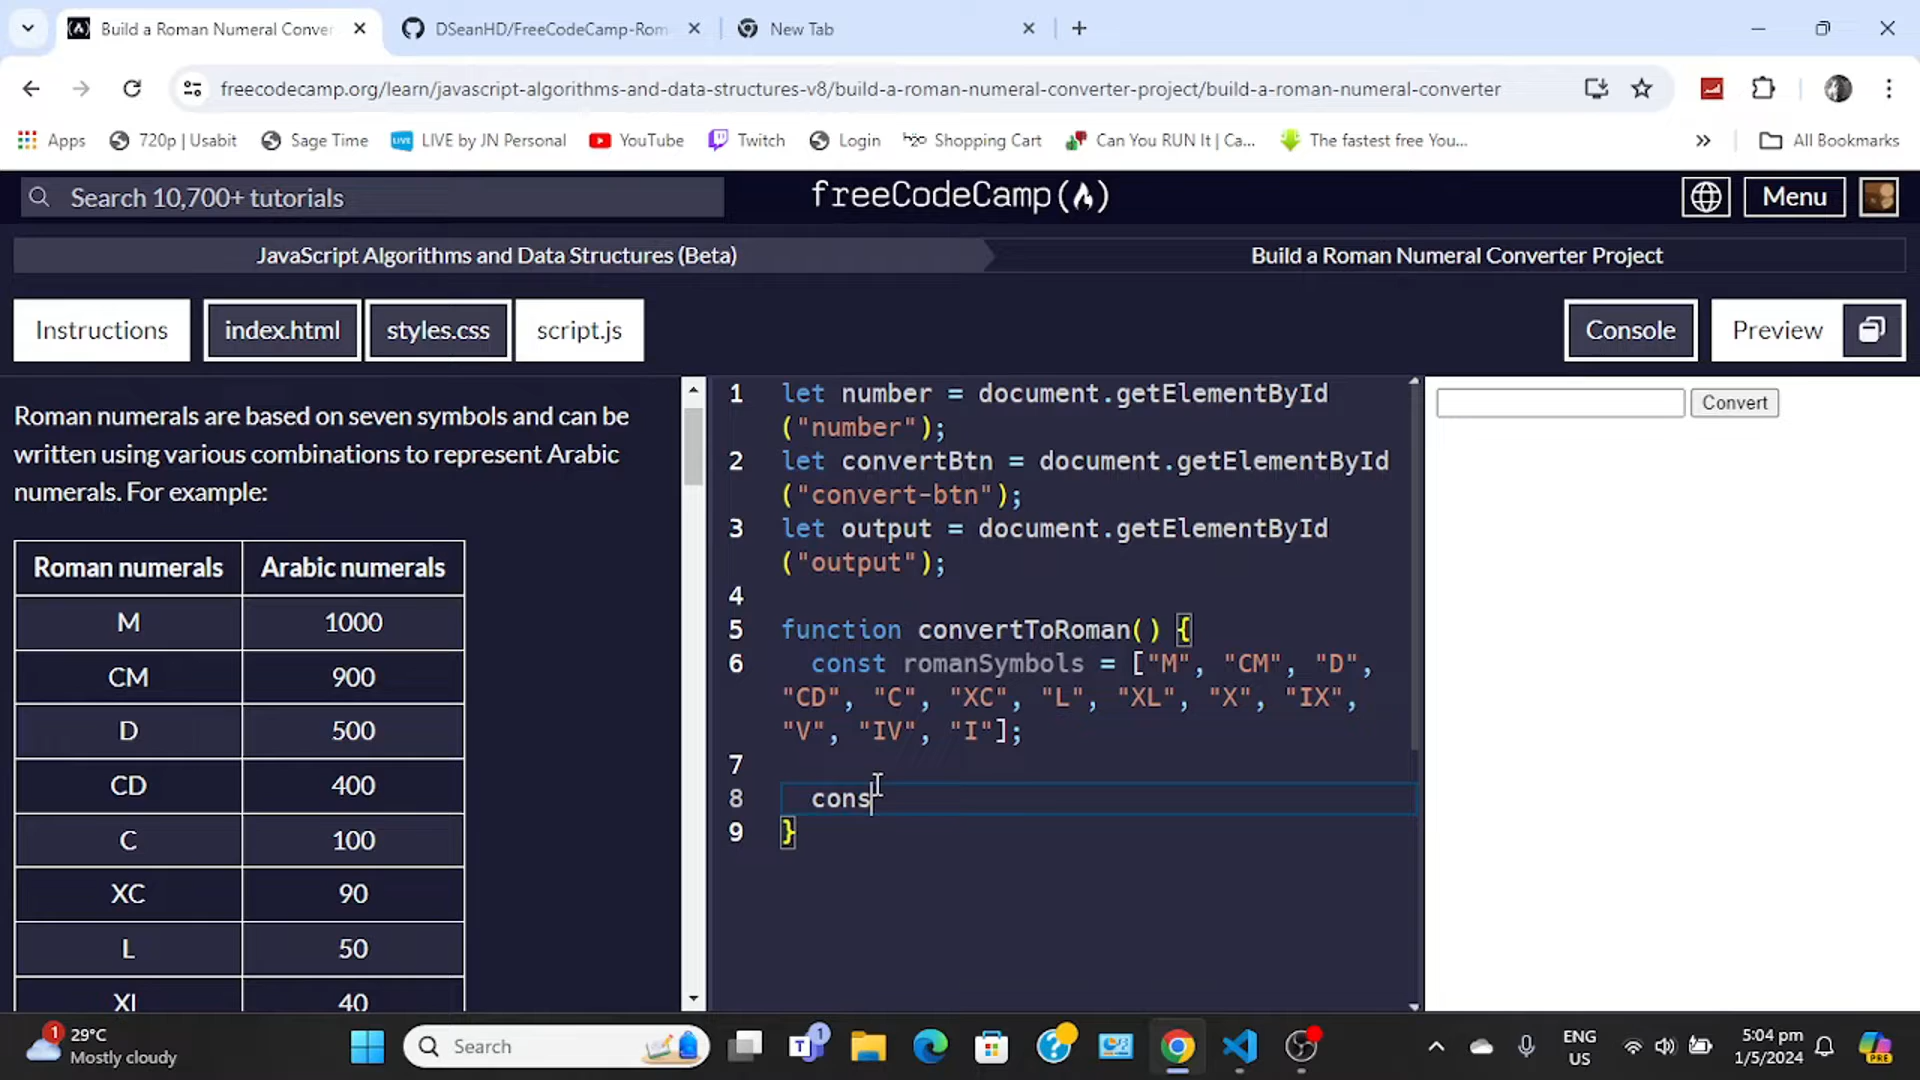 Build a Roman Numeral Conver
DSeanHD/FreeCodeCamp-Rom
New Tab
freecodecamp.org/learn/javascript-algorithms-and-data-structures-v8/build-a-roman-numeral-converter-project/build-a-roman-numeral-converter
Apps
720p | Usabit
Sage Time
LIVE by JN Personal
YouTube
Twitch
Login
Shopping Cart
Can You RUN It | Ca...
The fastest free You...
All Bookmarks
Search 10,700+ tutorials
freeCodeCamp
Menu
JavaScript Algorithms and Data Structures (Beta)
Build a Roman Numeral Converter Project
Instructions
index.html
styles.css
script.js
Console
Preview
Roman numerals are based on seven symbols and can be
written using various combinations to represent Arabic
numerals. For example:
Roman numerals Arabic numerals
M 1000
CM 900
D 500
CD 400
C 100
XC 90
L 50
XL 40
1 let number = document.getElementById
("number");
2 let convertBtn = document.getElementById
("convert-btn");
3 let output = document.getElementById
("output");
4
5 function convertToRoman() {
6 const romanSymbols = ["M", "CM", "D",
"CD", "C", "XC", "L", "XL", "X", "IX",
"V", "IV", "I"];
7
8 cons
9 }
Convert
1
29°C
Mostly cloudy
Search
1
ENG
US
5:04 pm
1/5/2024
PRE